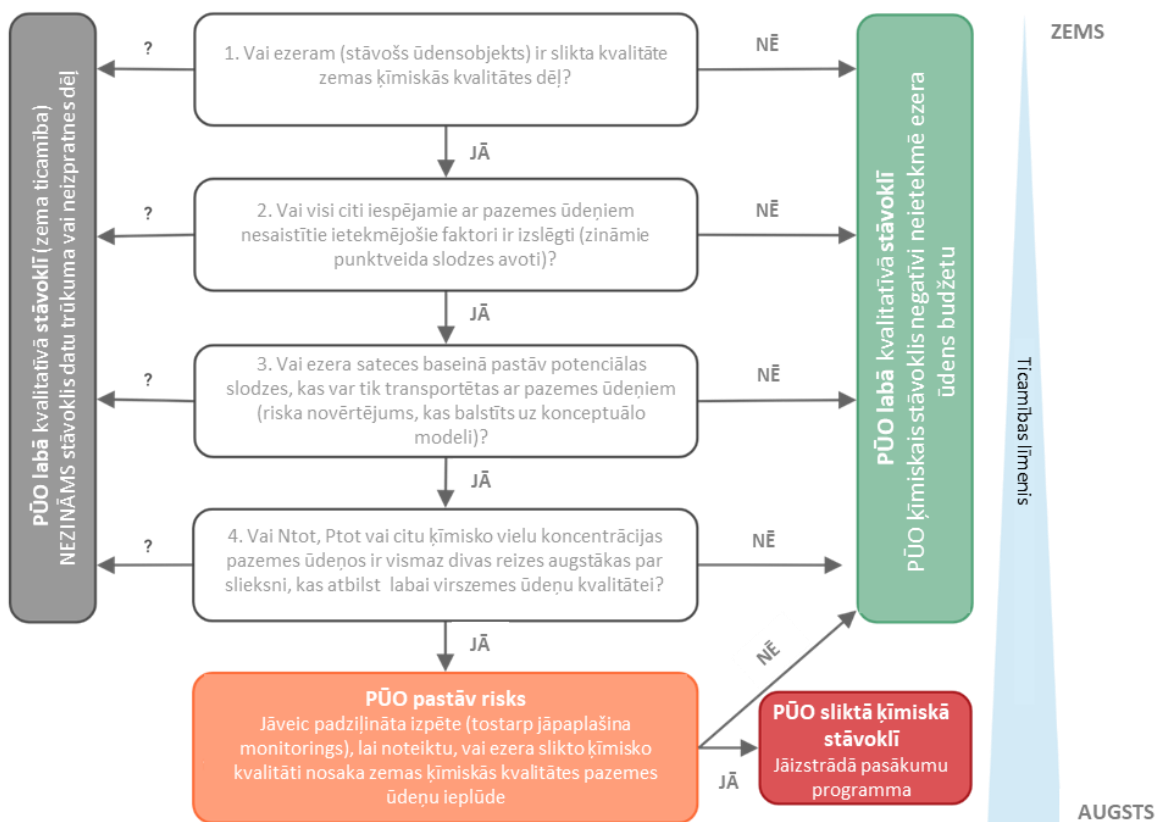 PŪO labā kvalitatīvā stāvoklī (zema ticamība)
NEZINĀMS stāvoklis datu trūkuma vai neizpratnes dēļ
?
1. Vai ezeram (stāvošs ūdensobjekts) ir slikta kvalitāte
zemas ķīmiskās kvalitātes dēļ?
NĒ
JĀ
?
2. Vai visi citi iespējamie ar pazemes ūdeņiem
nesaistītie ietekmējošie faktori ir izslēgti (zināmie
punktveida slodzes avoti)?
NĒ
JĀ
?
3. Vai ezera sateces baseinā pastāv potenciālas
slodzes, kas var tik transportētas ar pazemes ūdeņiem
(riska novērtējums, kas balstīts uz konceptuālo
modeli)?
NĒ
JĀ
?
4. Vai Ntot, Ptot vai citu ķīmisko vielu koncentrācijas
pazemes ūdeņos ir vismaz divas reizes augstākas par
slieksni, kas atbilst labai virszemes ūdeņu kvalitātei?
NĒ
JĀ
PŪO pastāv risks
Jāveic padziļināta izpēte (tostarp jāpaplašina
monitorings), lai noteiktu, vai ezera slikto ķīmisko
kvalitāti nosaka zemas ķīmiskās kvalitātes pazemes
ūdeņu ieplūde
NĒ
JĀ
PŪO sliktā ķīmiskā
stāvoklī
Jāizstrādā pasākumu
programma
PŪO labā kvalitatīvā stāvoklī
PŪO ķīmiskais stāvoklis negatīvi neietekmē ezera
ūdens budžetu
ZEMS
Ticamības līmenis
AUGSTS